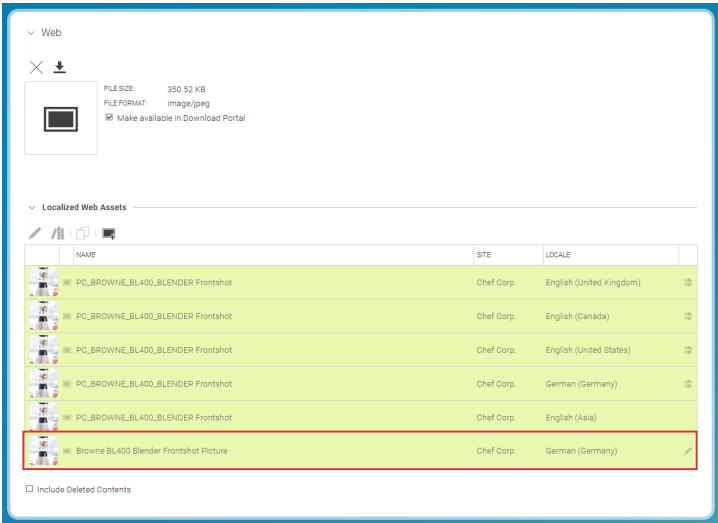 Web
FILE SIZE: 350.52 KB
FILE FORMAT: image/jpeg
Make available in Download Portal
Localized Web Assets
NAME SITE LOCALE
PC_BROWNE_BL400_BLENDER Frontshot Chef Corp. English (United Kingdom)
PC_BROWNE_BL400_BLENDER Frontshot Chef Corp. English (Canada)
PC_BROWNE_BL400_BLENDER Frontshot Chef Corp. English (United States)
PC_BROWNE_BL400_BLENDER Frontshot Chef Corp. German (Germany)
PC_BROWNE_BL400_BLENDER Frontshot Chef Corp. English (Asia)
Browne BL400 Blender Frontshot Picture Chef Corp. German (Germany)
Include Deleted Contents